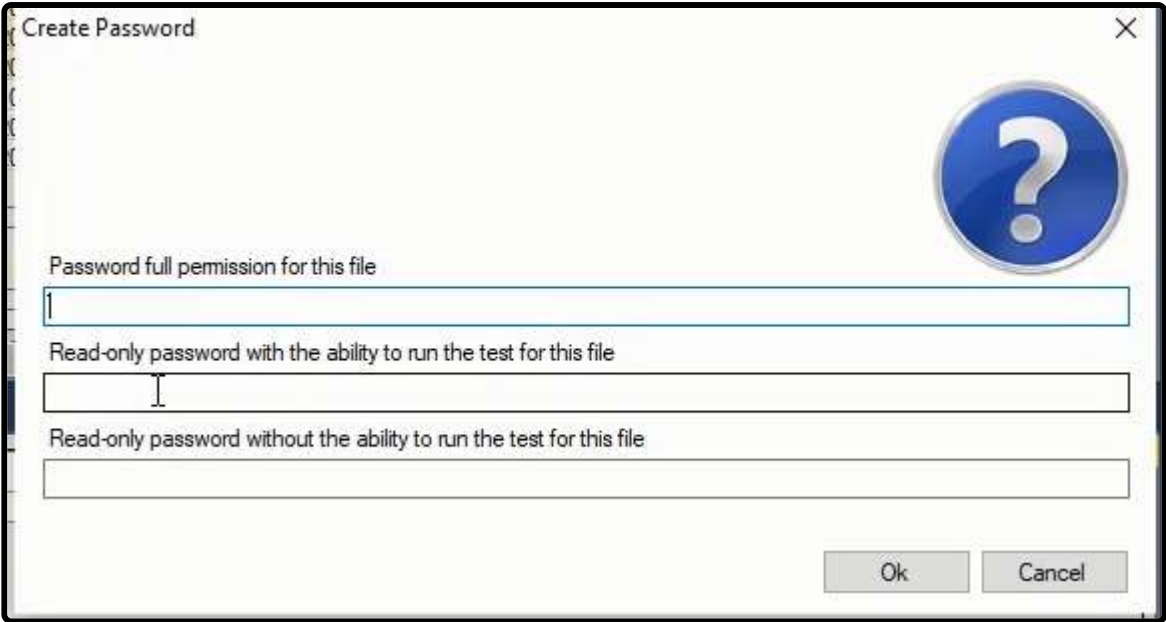 Create Password
Password full permission for this file
Read-only password with the ability to run the test for this file
Read-only password without the ability to run the test for this file
Ok
Cancel